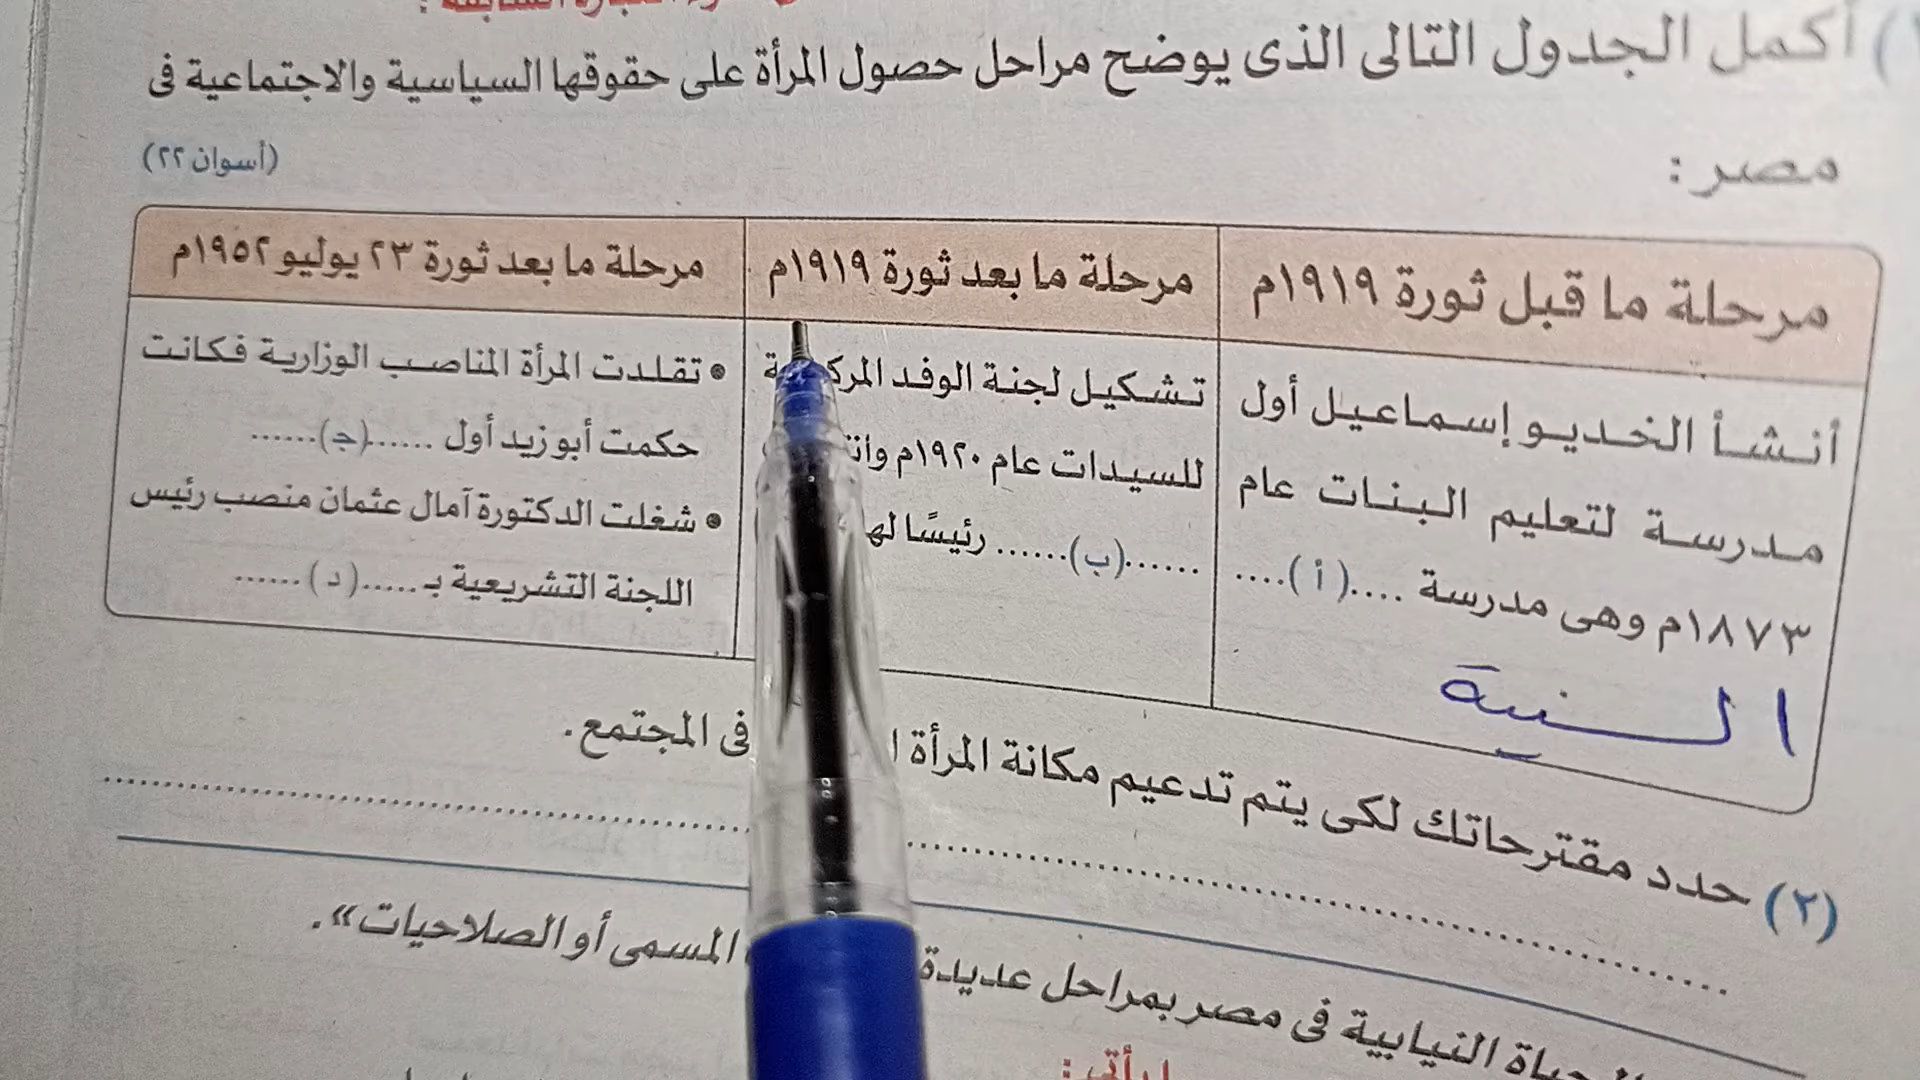 أكمل الجدول التالى الذى يوضح مراحل حصول المرأة على حقوقها السياسية والاجتماعية فى
مصر :
(أسوان ٢٢)
مرحلة ما قبل ثورة ١٩١٩م
أنشأ الخديو إسماعيل أول
مدرسة لتعليم البنات عام
١٨٧٣م وهى مدرسة ....(أ)....
السنية
مرحلة ما بعد ثورة ١٩١٩م
تشكيل لجنة الوفد
للسيدات عام ١٩٢٠م
......(ب)...... رئيسًا
مرحلة ما بعد ثورة ٢٣ يوليو ١٩٥٢م
• تقلدت المرأة المناصب الوزارية فكانت
حكمت أبو زيد أول ......(جـ)......
• شغلت الدكتورة آمال عثمان منصب رئيس
اللجنة التشريعية بـ .....(د)......
(٢) حدد مقترحاتك لكى يتم تدعيم مكانة المرأة فى المجتمع.
النيابية فى مصر بمراحل عديدة المسمى أو الصلاحيات».